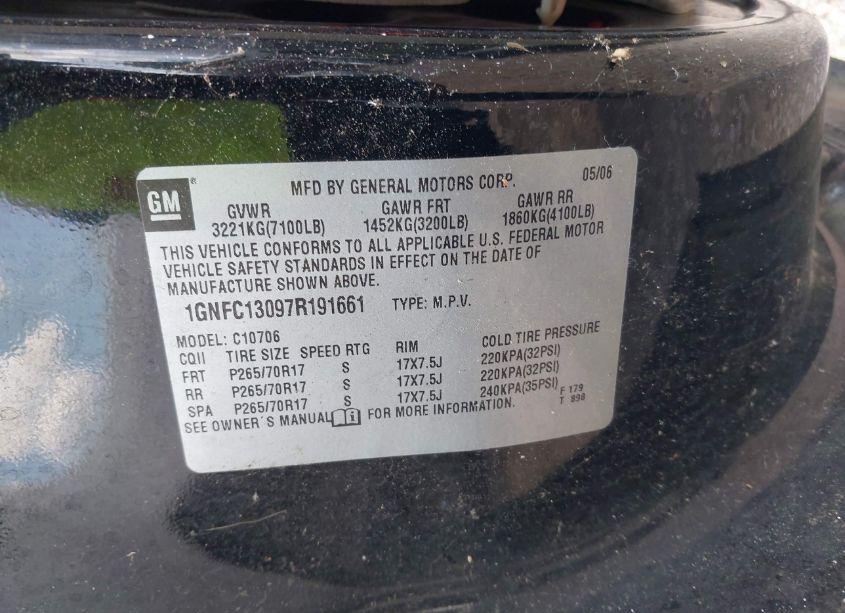 GM ®
MFD BY GENERAL MOTORS CORP. 05/06
GVWR GAWR FRT GAWR RR
3221KG(7100LB) 1452KG(3200LB) 1860KG(4100LB)
THIS VEHICLE CONFORMS TO ALL APPLICABLE U.S. FEDERAL MOTOR
VEHICLE SAFETY STANDARDS IN EFFECT ON THE DATE OF
MANUFACTURE SHOWN ABOVE.
1GNFC13097R191661 TYPE: M.P.V.
MODEL: C10706
CQII TIRE SIZE SPEED RTG RIM COLD TIRE PRESSURE
FRT P265/70R17 S 17X7.5J 220KPA(32PSI)
RR P265/70R17 S 17X7.5J 220KPA(32PSI)
SPA P265/70R17 S 17X7.5J 240KPA(35PSI)
SEE OWNER'S MANUAL FOR MORE INFORMATION.
F 179
T 898